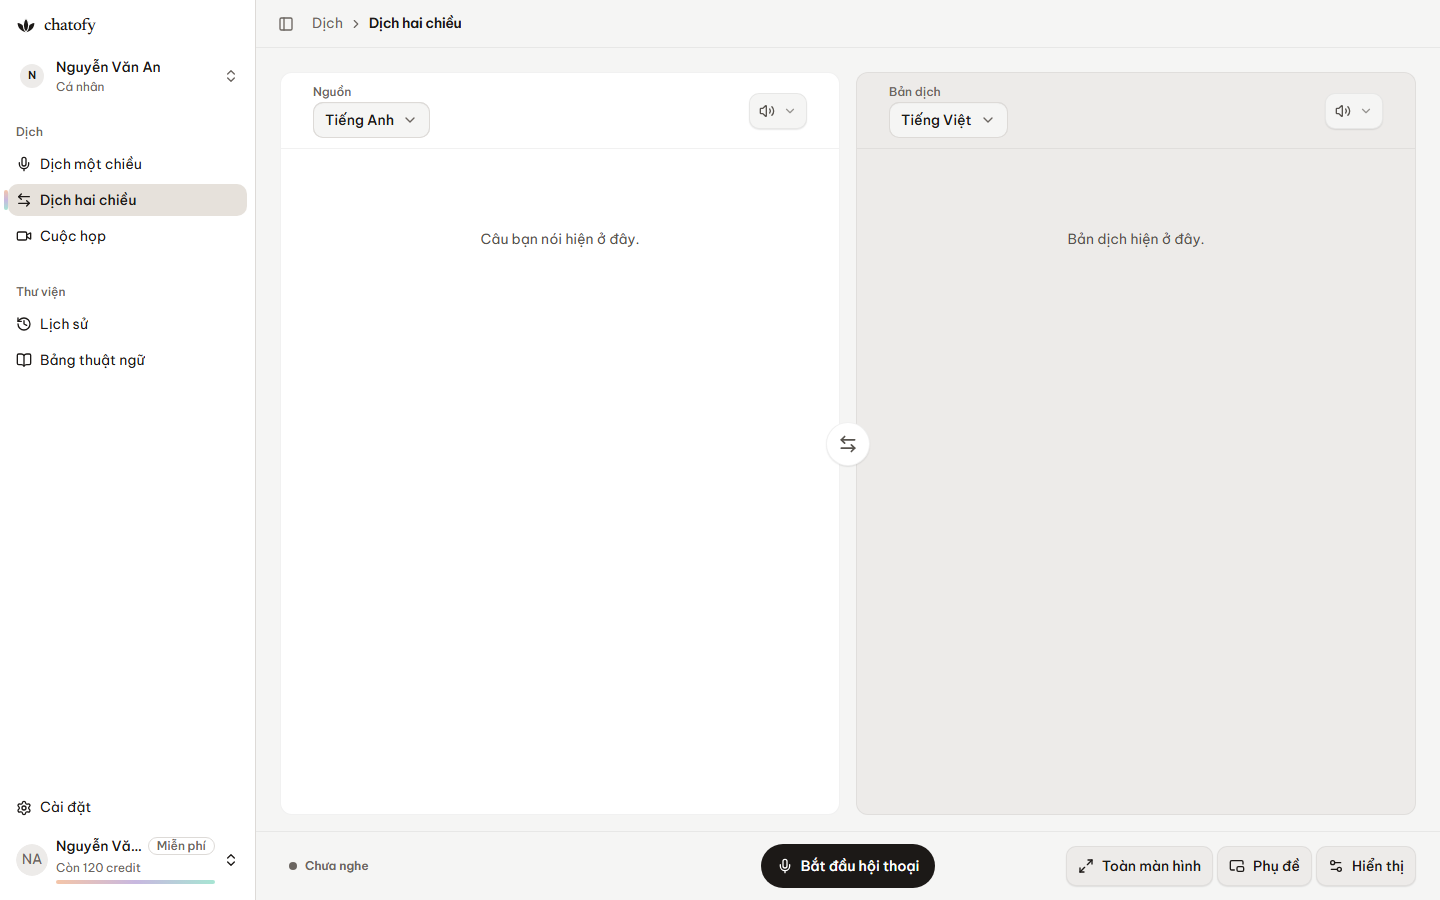 chatofy
N
Nguyễn Văn An
Cá nhân
Dịch
Dịch một chiều
Dịch hai chiều
Cuộc họp
Thư viện
Lịch sử
Bảng thuật ngữ
Cài đặt
NA
Nguyễn Vă... Miễn phí
Còn 120 credit
Dịch > Dịch hai chiều
Nguồn
Tiếng Anh
Câu bạn nói hiện ở đây.
Bản dịch
Tiếng Việt
Bản dịch hiện ở đây.
Chưa nghe
Bắt đầu hội thoại
Toàn màn hình
Phụ đề
Hiển thị